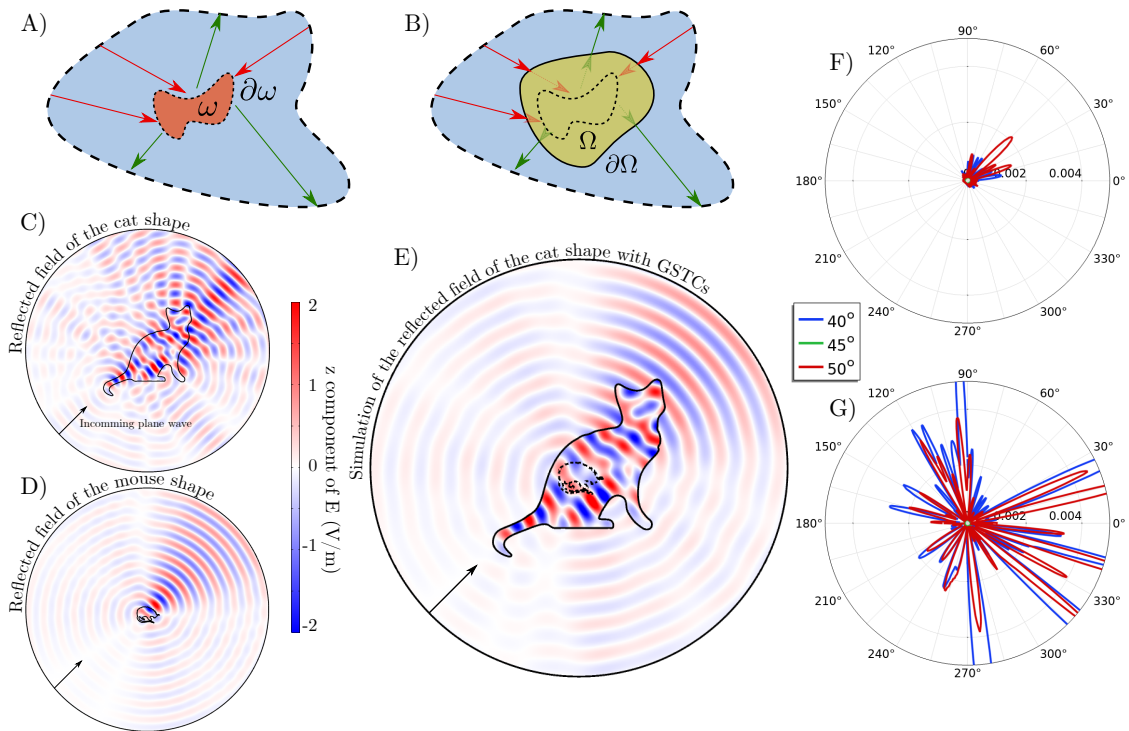 A)
ω
∂ω
B)
Ω
∂Ω
C)
Reflected field of the cat shape
Incomming plane wave
D)
Reflected field of the mouse shape
2
1
0
-1
-2
z component of E (V/m)
E)
Simulation of the reflected field of the cat shape with GSTCs
F)
90°
60°
30°
0°
330°
300°
270°
240°
210°
180°
150°
120°
0.002
0.004
40°
45°
50°
G)
90°
60°
30°
0°
330°
300°
270°
240°
210°
180°
150°
120°
0.002
0.004